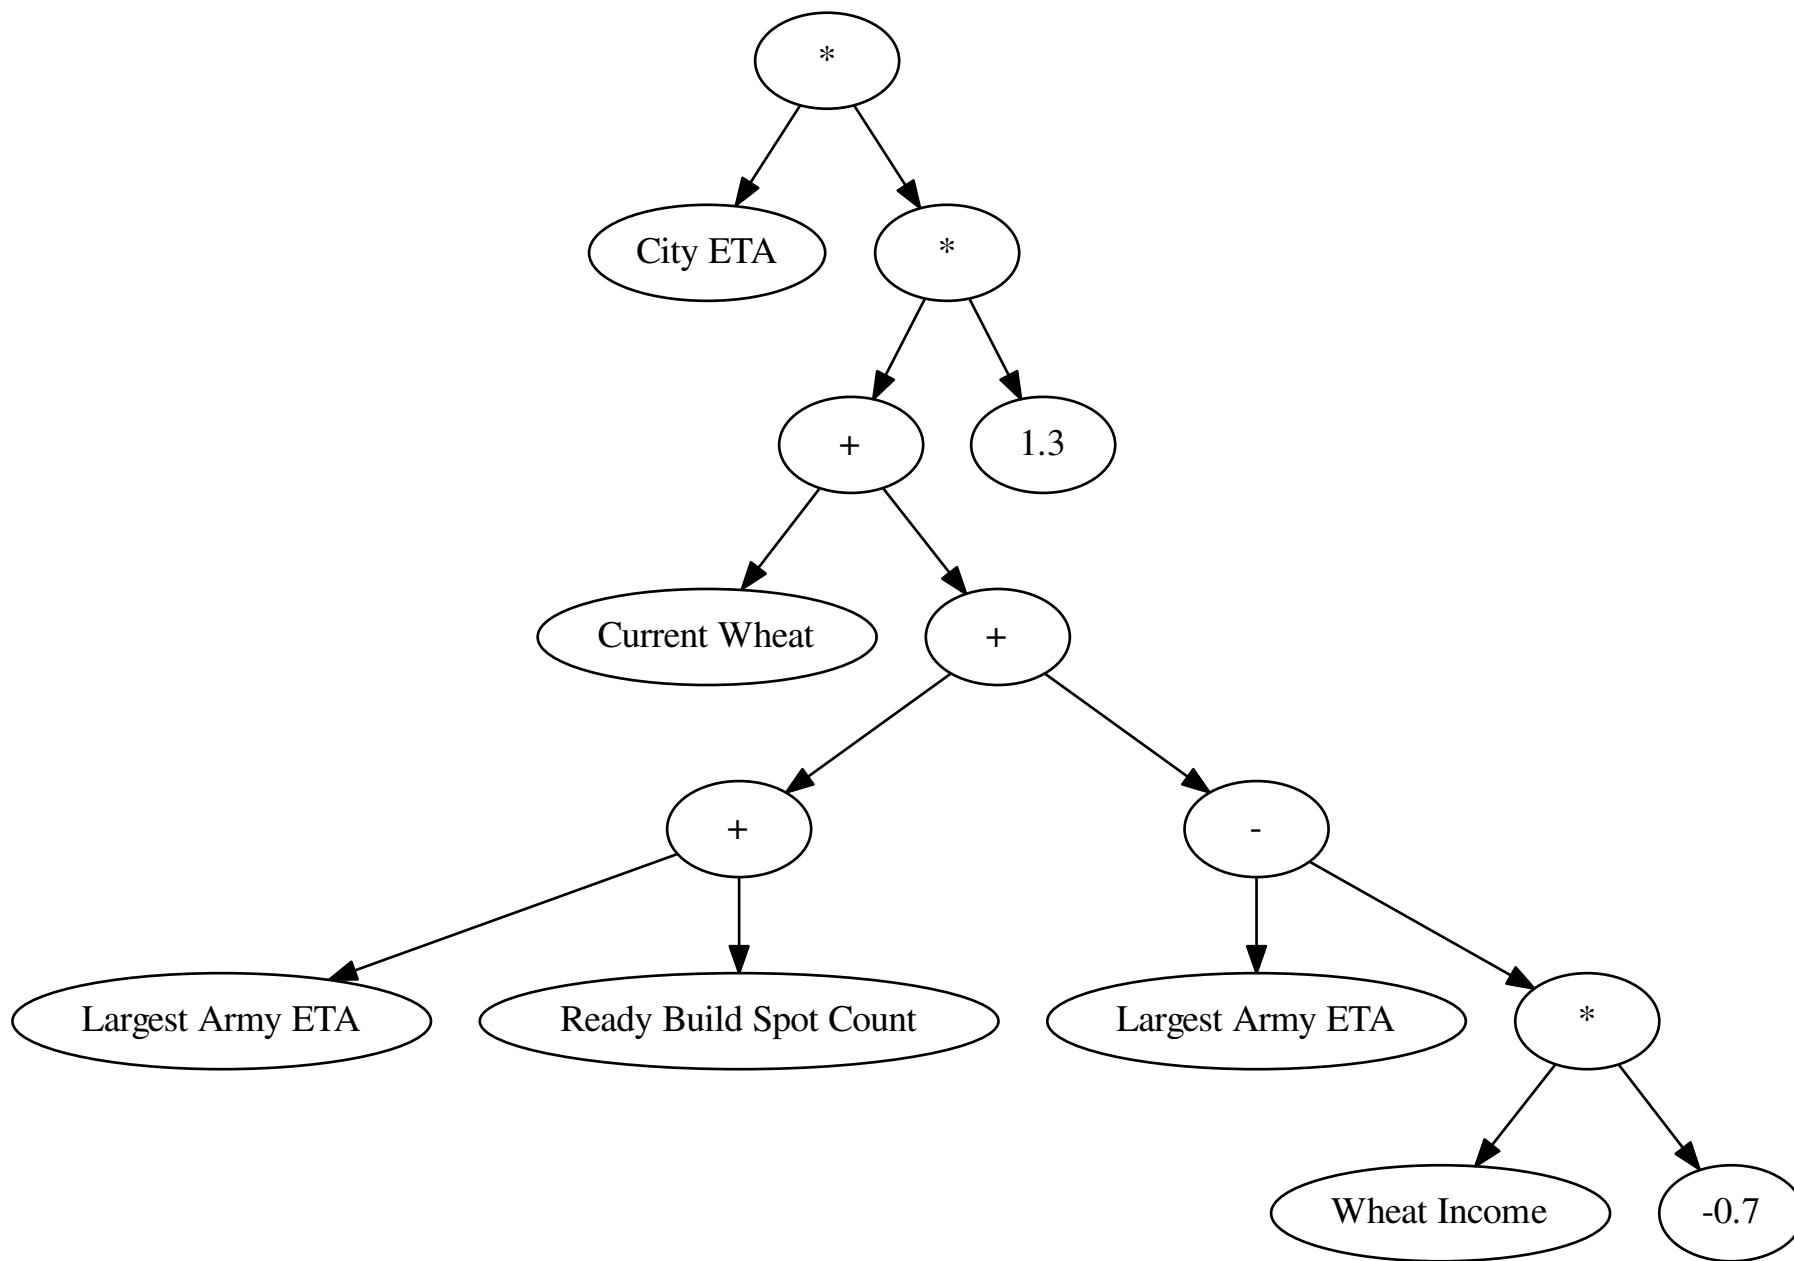 *
City ETA
*
+
1.3
Current Wheat
+
+
-
Largest Army ETA
Ready Build Spot Count
Largest Army ETA
*
Wheat Income
-0.7